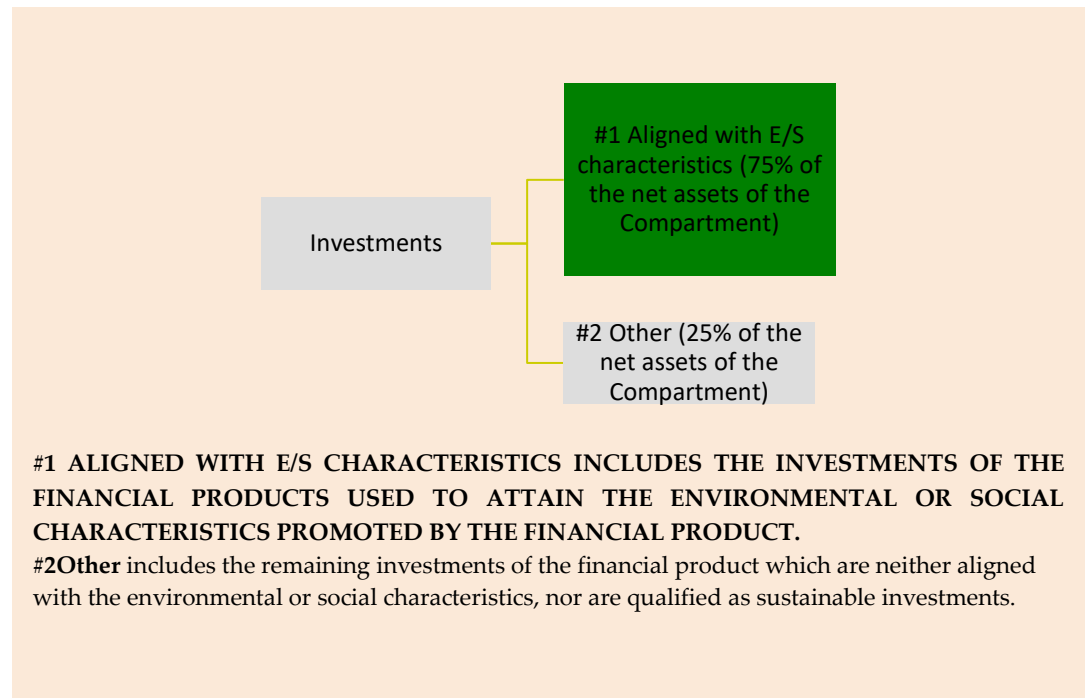 #1 Aligned with E/S
characteristics (75% of
the net assets of the
Compartment)
Investments
#2 Other (25% of the
net assets of the
Compartment)
#1 ALIGNED WITH E/S CHARACTERISTICS INCLUDES THE INVESTMENTS OF THE
FINANCIAL PRODUCTS USED TO ATTAIN THE ENVIRONMENTAL OR SOCIAL
CHARACTERISTICS PROMOTED BY THE FINANCIAL PRODUCT.
#2Other includes the remaining investments of the financial product which are neither aligned
with the environmental or social characteristics, nor are qualified as sustainable investments.